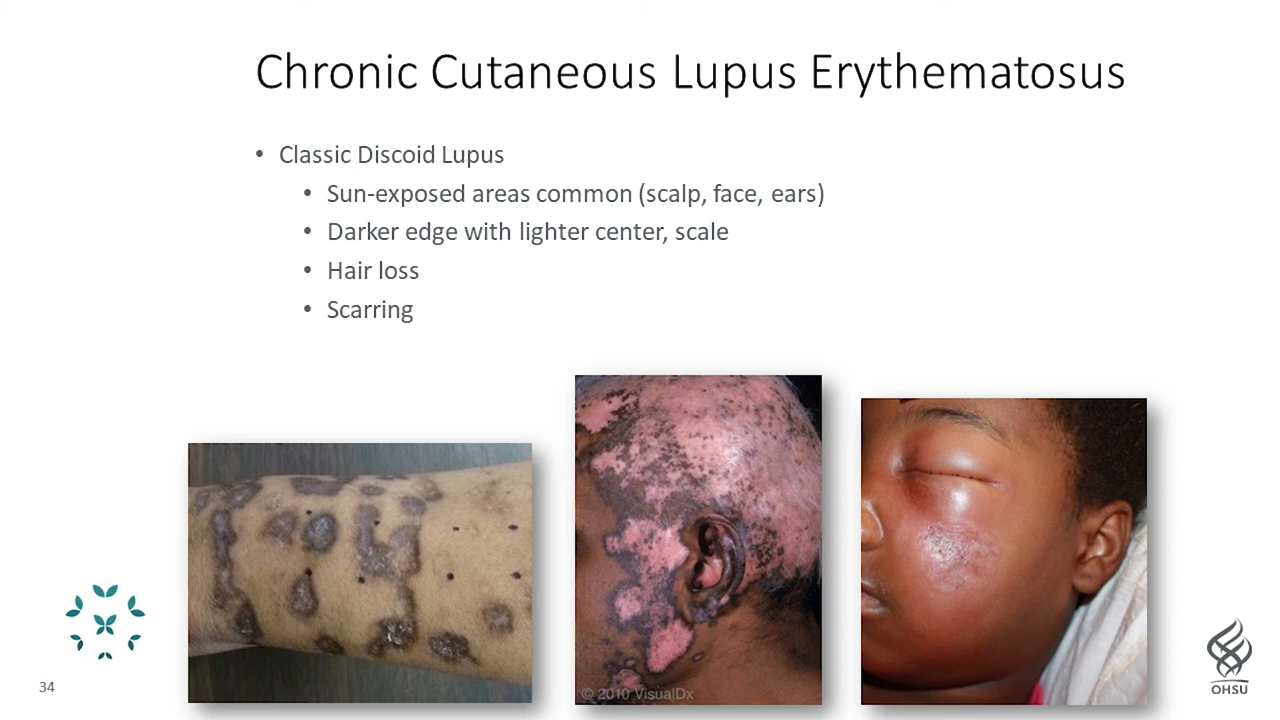 Chronic Cutaneous Lupus Erythematosus
• Classic Discoid Lupus
• Sun-exposed areas common (scalp, face, ears)
• Darker edge with lighter center, scale
• Hair loss
• Scarring
© 2010 VisualDx
34
OHSU